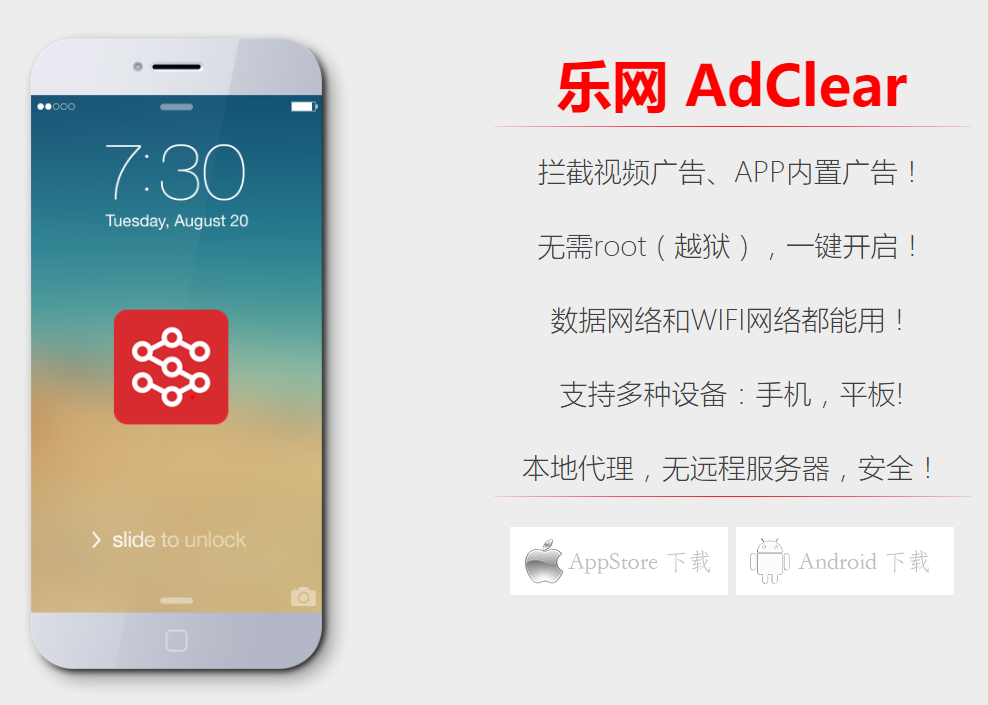 7:30
Tuesday, August 20
slide to unlock
乐网 AdClear
拦截视频广告、APP内置广告！
无需root（越狱），一键开启！
数据网络和WIFI网络都能用！
支持多种设备：手机，平板!
本地代理，无远程服务器，安全！
AppStore 下载
Android 下载